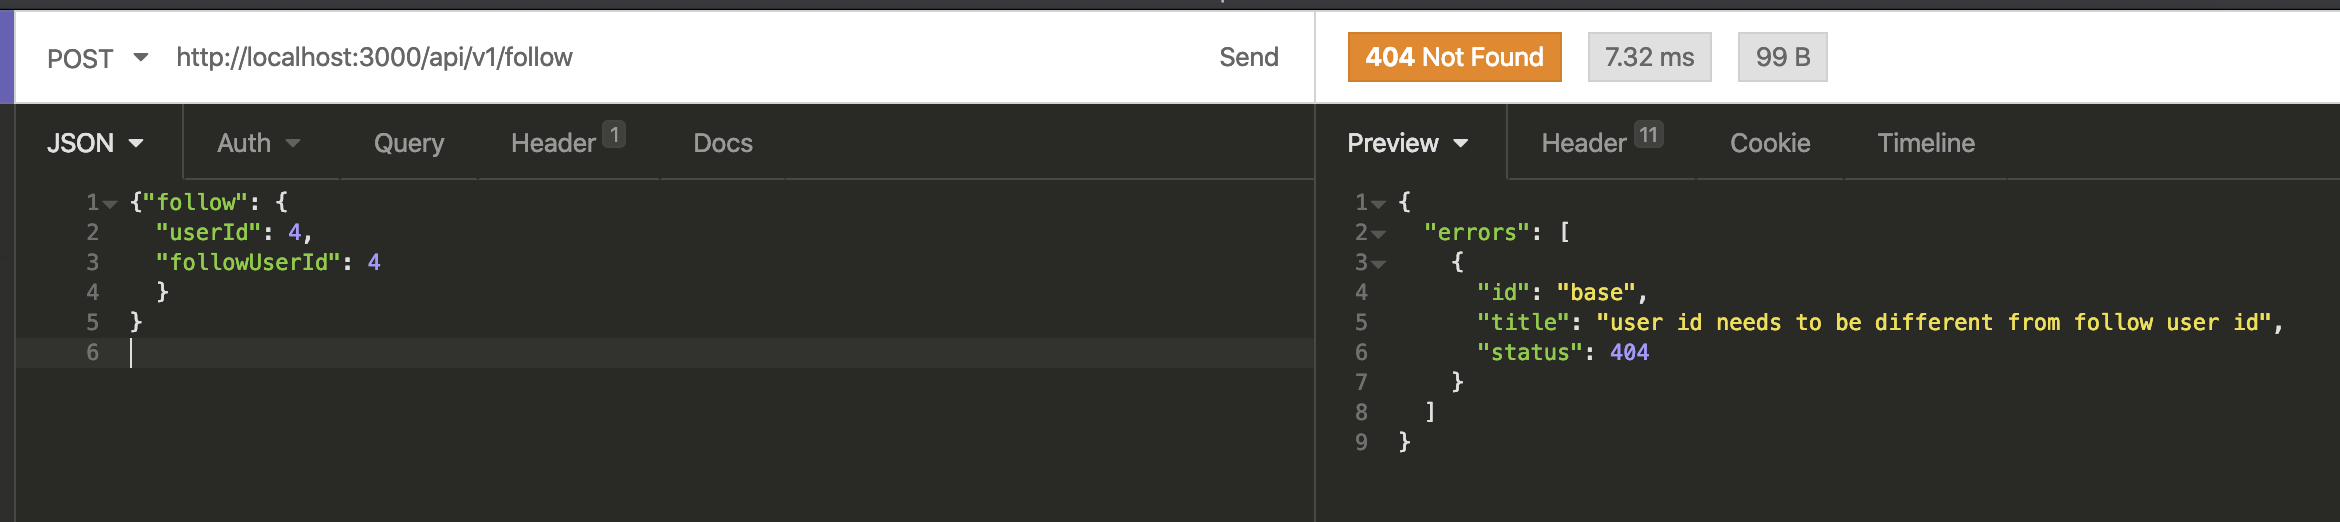 POST http://localhost:3000/api/v1/follow Send
404 Not Found 7.32 ms 99 B
JSON Auth Query Header 1 Docs
1 {"follow": {
2 "userId": 4,
3 "followUserId": 4
4 }
5 }
6
Preview Header 11 Cookie Timeline
1 {
2 "errors": [
3 {
4 "id": "base",
5 "title": "user id needs to be different from follow user id",
6 "status": 404
7 }
8 ]
9 }